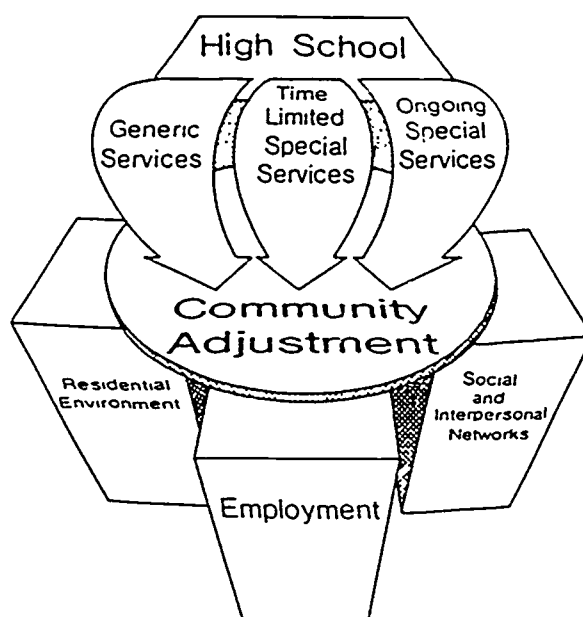 High School
Generic
Services
Time
Limited
Special
Services
Ongoing
Special
Services
Community
Adjustment
Residential
Environment
Employment
Social
and
Interpersonal
Networks